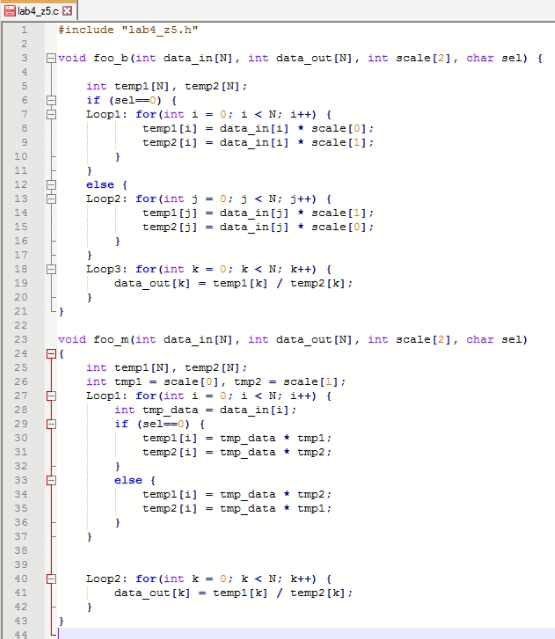 lab4_z5.c
1 #include "lab4_z5.h"
2
3 void foo_b(int data_in[N], int data_out[N], int scale[2], char sel) {
4
5 int temp1[N], temp2[N];
6 if (sel==0) {
7 Loop1: for(int i = 0; i < N; i++) {
8 temp1[i] = data_in[i] * scale[0];
9 temp2[i] = data_in[i] * scale[1];
10 }
11 }
12 else {
13 Loop2: for(int j = 0; j < N; j++) {
14 temp1[j] = data_in[j] * scale[1];
15 temp2[j] = data_in[j] * scale[0];
16 }
17 }
18 Loop3: for(int k = 0; k < N; k++) {
19 data_out[k] = temp1[k] / temp2[k];
20 }
21 }
22
23 void foo_m(int data_in[N], int data_out[N], int scale[2], char sel)
24 {
25 int temp1[N], temp2[N];
26 int tmp1 = scale[0], tmp2 = scale[1];
27 Loop1: for(int i = 0; i < N; i++) {
28 int tmp_data = data_in[i];
29 if (sel==0) {
30 temp1[i] = tmp_data * tmp1;
31 temp2[i] = tmp_data * tmp2;
32 }
33 else {
34 temp1[i] = tmp_data * tmp2;
35 temp2[i] = tmp_data * tmp1;
36 }
37 }
38
39
40 Loop2: for(int k = 0; k < N; k++) {
41 data_out[k] = temp1[k] / temp2[k];
42 }
43 }
44